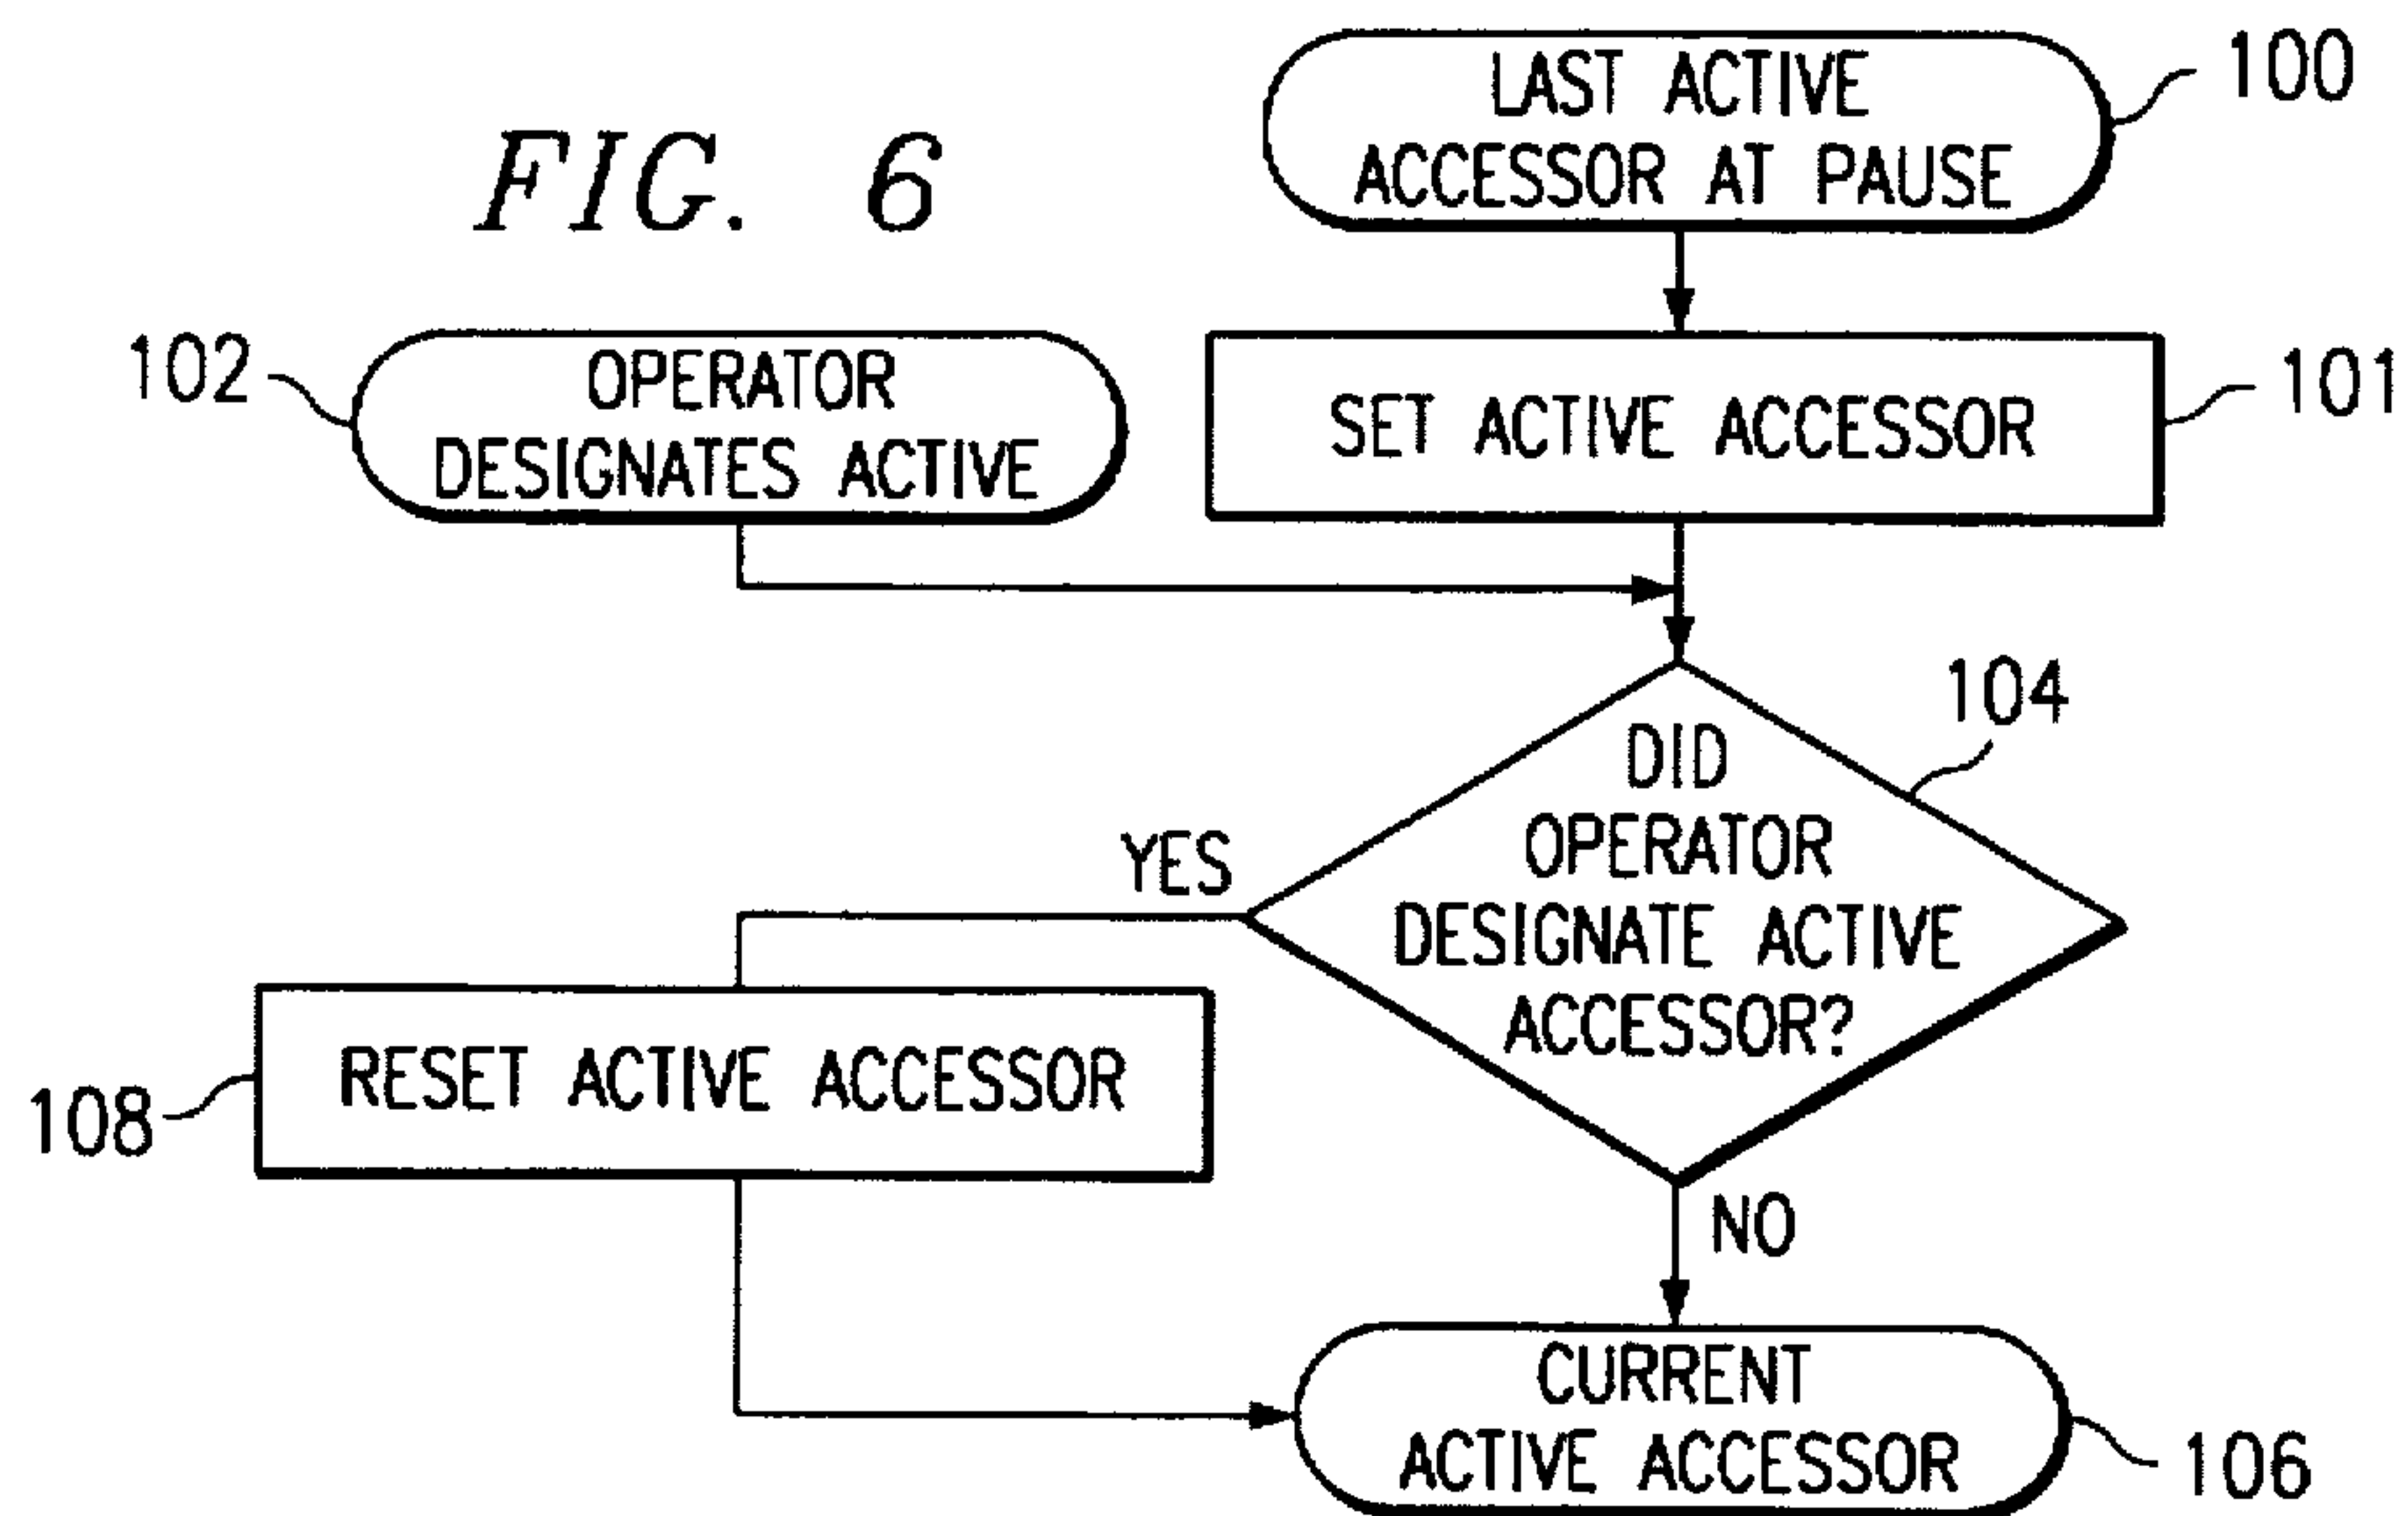 FIG. 6
LAST ACTIVE
ACCESSOR AT PAUSE
100
102
OPERATOR
DESIGNATES ACTIVE
SET ACTIVE ACCESSOR
101
DID
OPERATOR
DESIGNATE ACTIVE
ACCESSOR?
104
YES
108
RESET ACTIVE ACCESSOR
NO
CURRENT
ACTIVE ACCESSOR
106